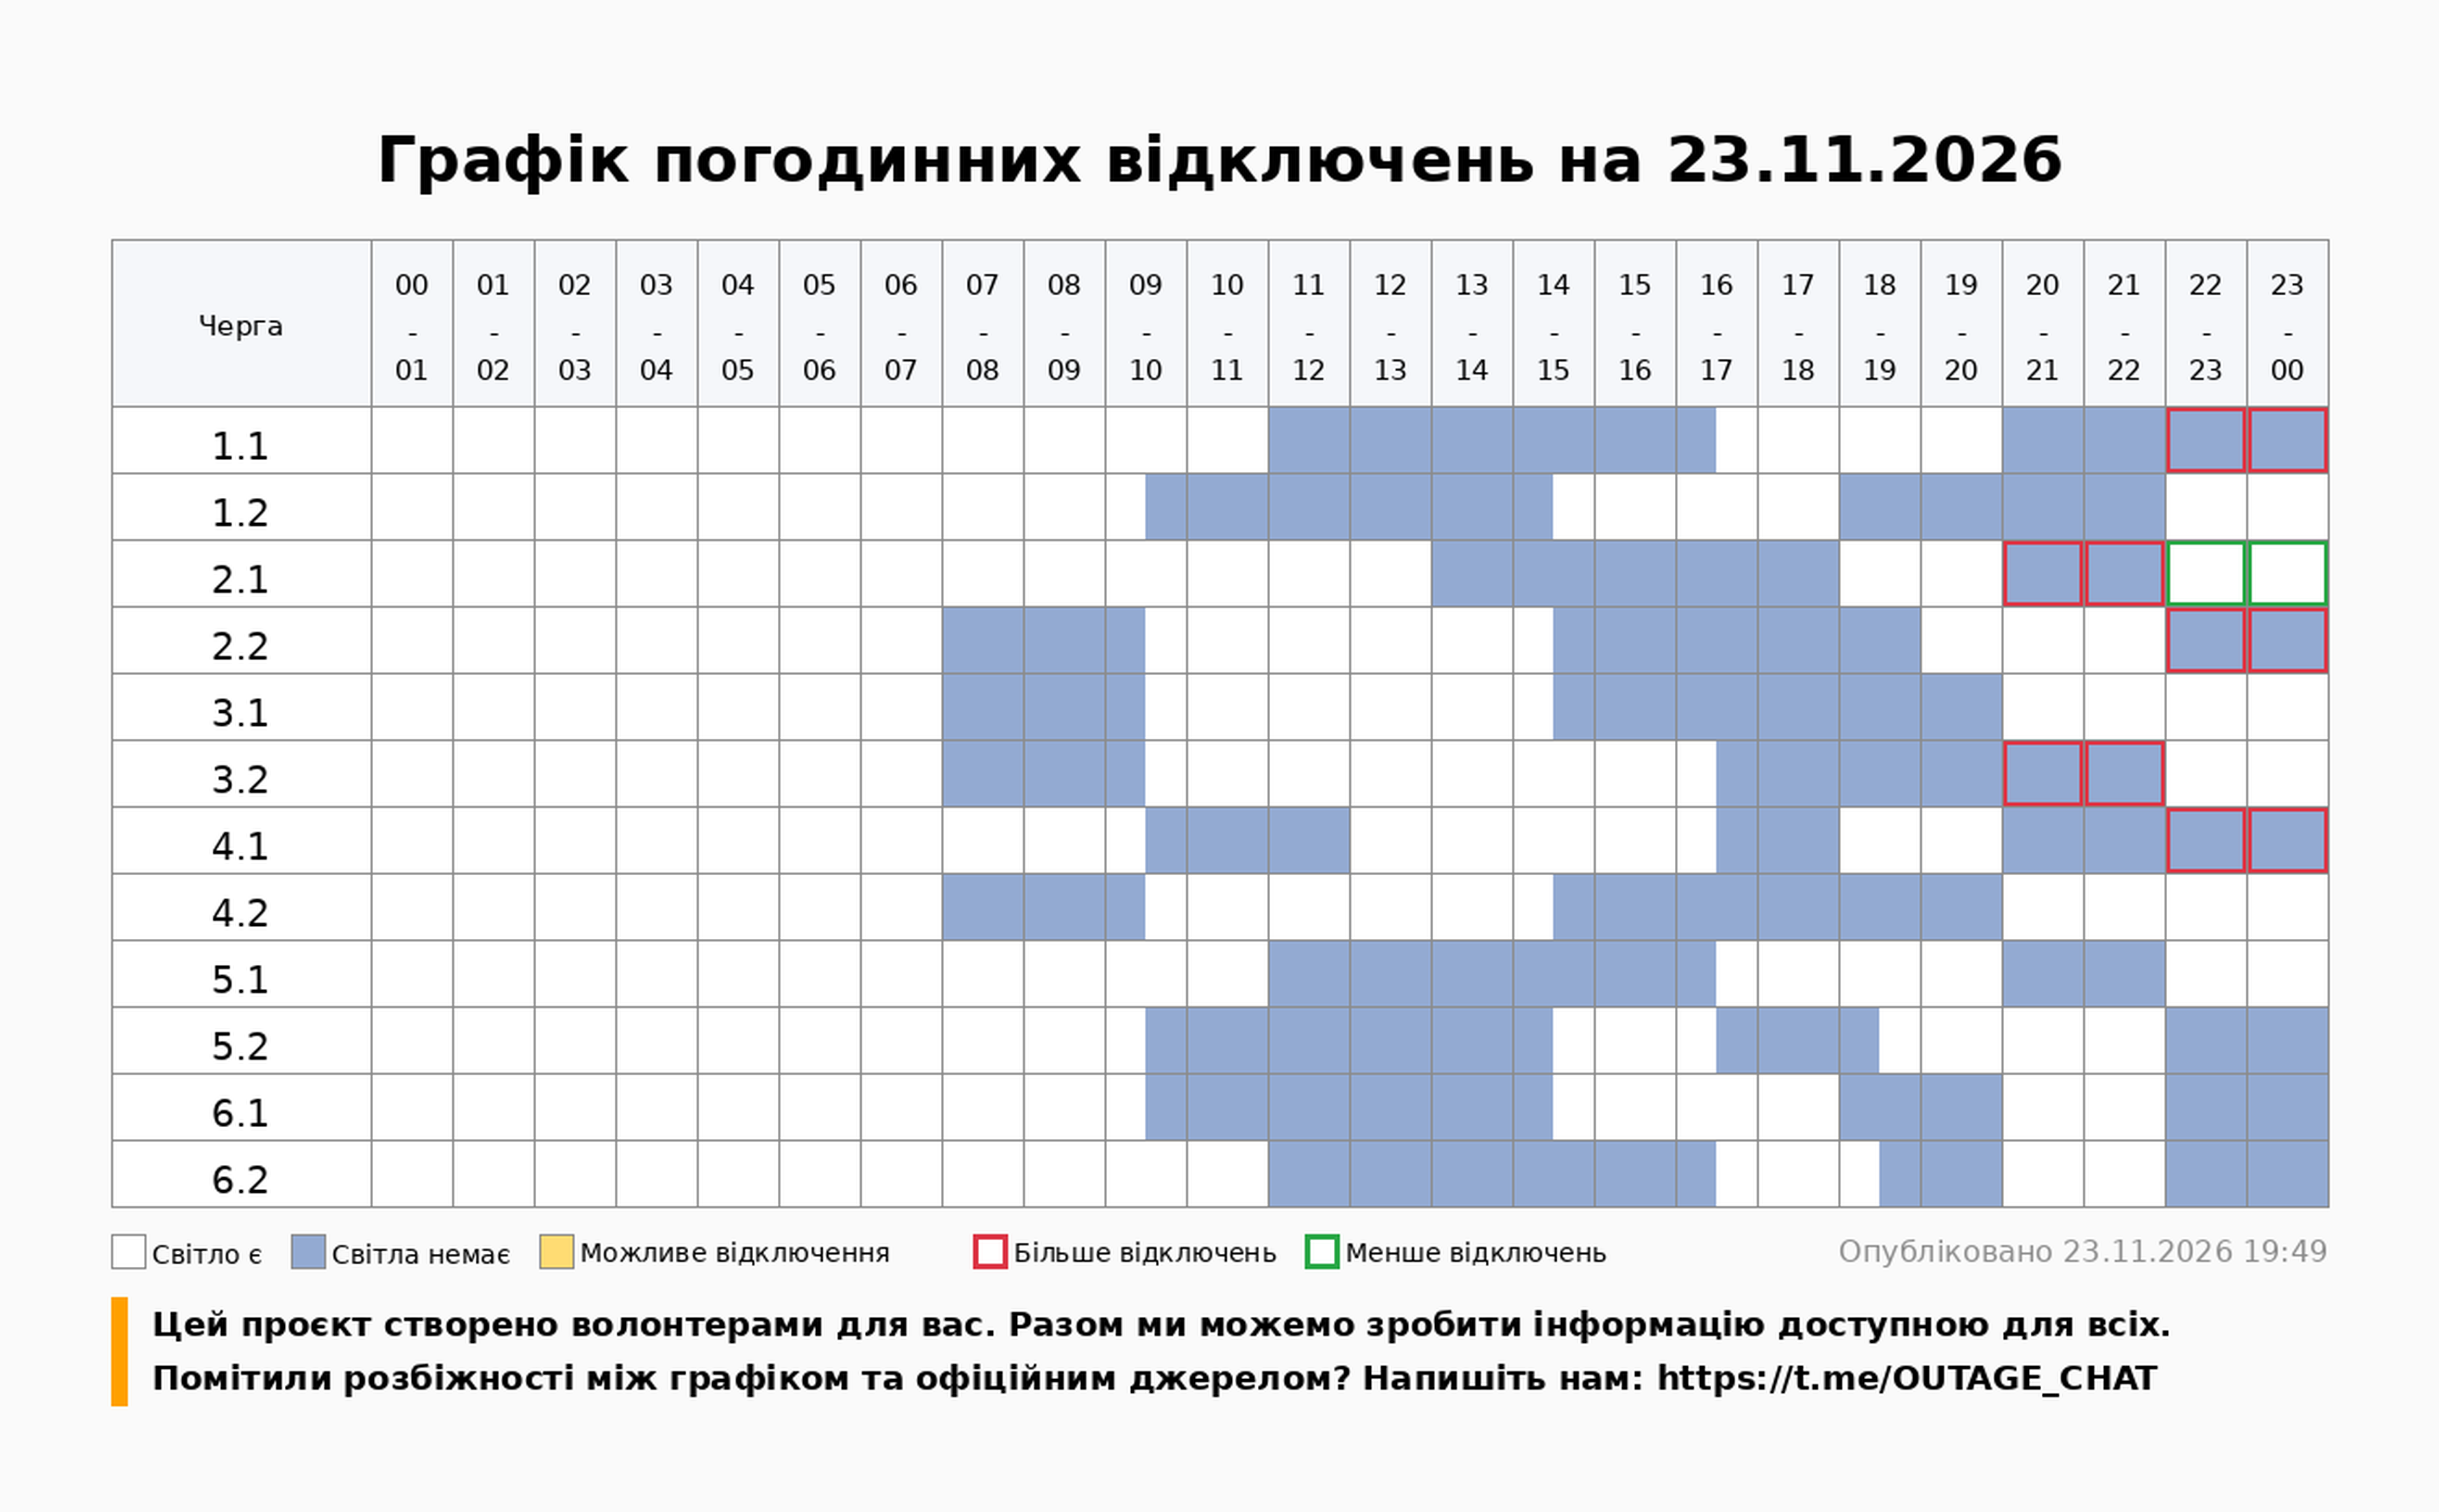 Графік погодинних відключень на 23.11.2026
Черга
00 - 01
01 - 02
02 - 03
03 - 04
04 - 05
05 - 06
06 - 07
07 - 08
08 - 09
09 - 10
10 - 11
11 - 12
12 - 13
13 - 14
14 - 15
15 - 16
16 - 17
17 - 18
18 - 19
19 - 20
20 - 21
21 - 22
22 - 23
23 - 00
1.1
1.2
2.1
2.2
3.1
3.2
4.1
4.2
5.1
5.2
6.1
6.2
Світло є Світла немає Можливе відключення Більше відключень Менше відключень Опубліковано 23.11.2026 19:49
Цей проєкт створено волонтерами для вас. Разом ми можемо зробити інформацію доступною для всіх.
Помітили розбіжності між графіком та офіційним джерелом? Напишіть нам: https://t.me/OUTAGE_CHAT